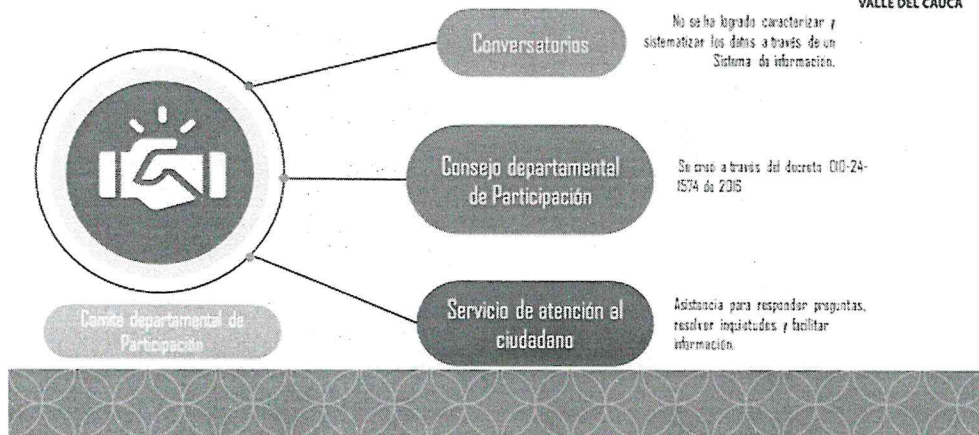 VALLE DEL CAUCA
Conversatorios
No se ha logrado caracterizar y
sistematizar los datos a través de un
Sistema de información.
Consejo departamental
de Participación
Se creó a través del decreto 010-24-
1574 de 2016
Servicio de atención al
ciudadano
Asistencia para responder preguntas,
resolver inquietudes y facilitar
información.
Comité departamental de
Participación